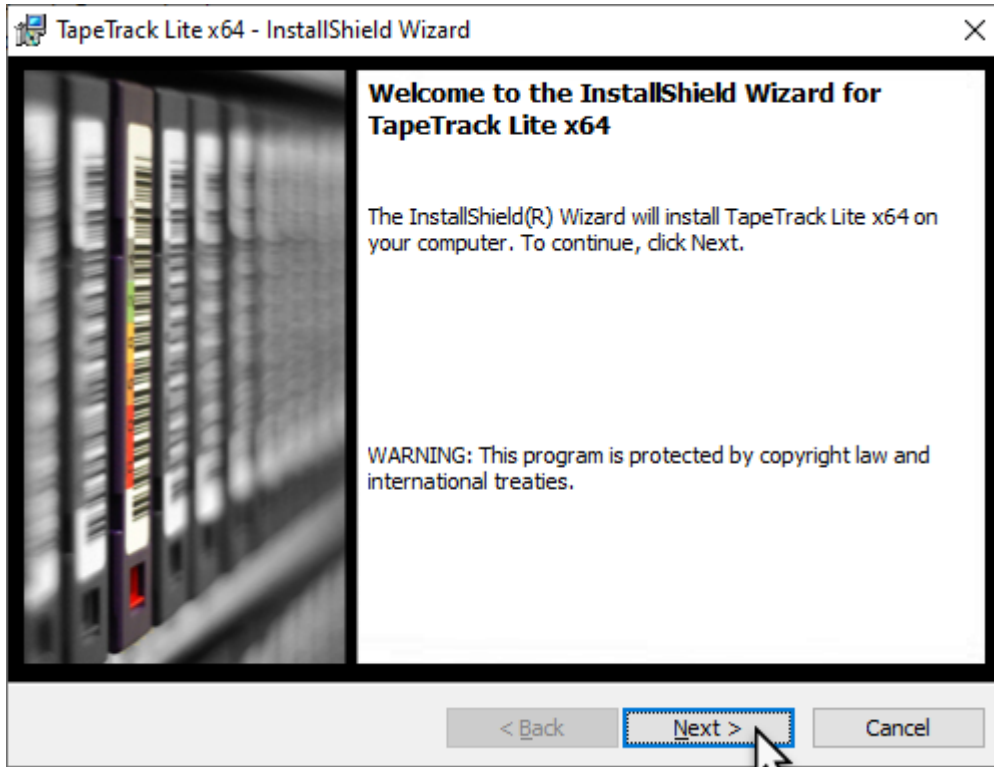 TapeTrack Lite x64 - InstallShield Wizard
Welcome to the InstallShield Wizard for
TapeTrack Lite x64
The InstallShield(R) Wizard will install TapeTrack Lite x64 on
your computer. To continue, click Next.
WARNING: This program is protected by copyright law and
international treaties.
< Back
Next >
Cancel